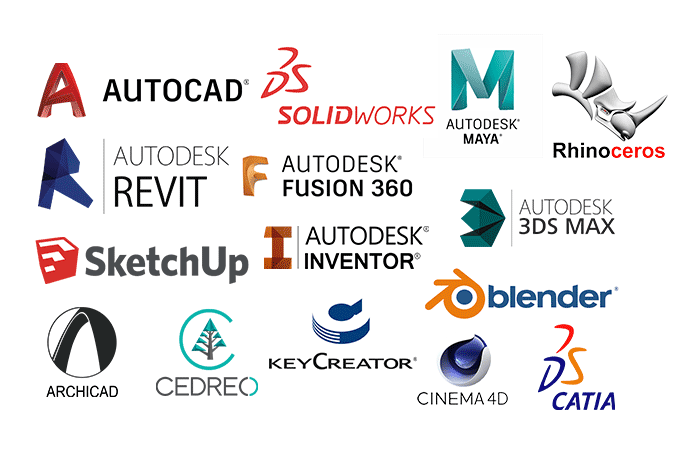 AUTOCAD®
SOLIDWORKS
AUTODESK®
MAYA®
Rhinoceros
AUTODESK
REVIT
AUTODESK®
FUSION 360
AUTODESK
3DS MAX
SketchUp
AUTODESK®
INVENTOR®
blender®
ARCHICAD
CEDREO
KEYCREATOR®
CINEMA 4D
CATIA